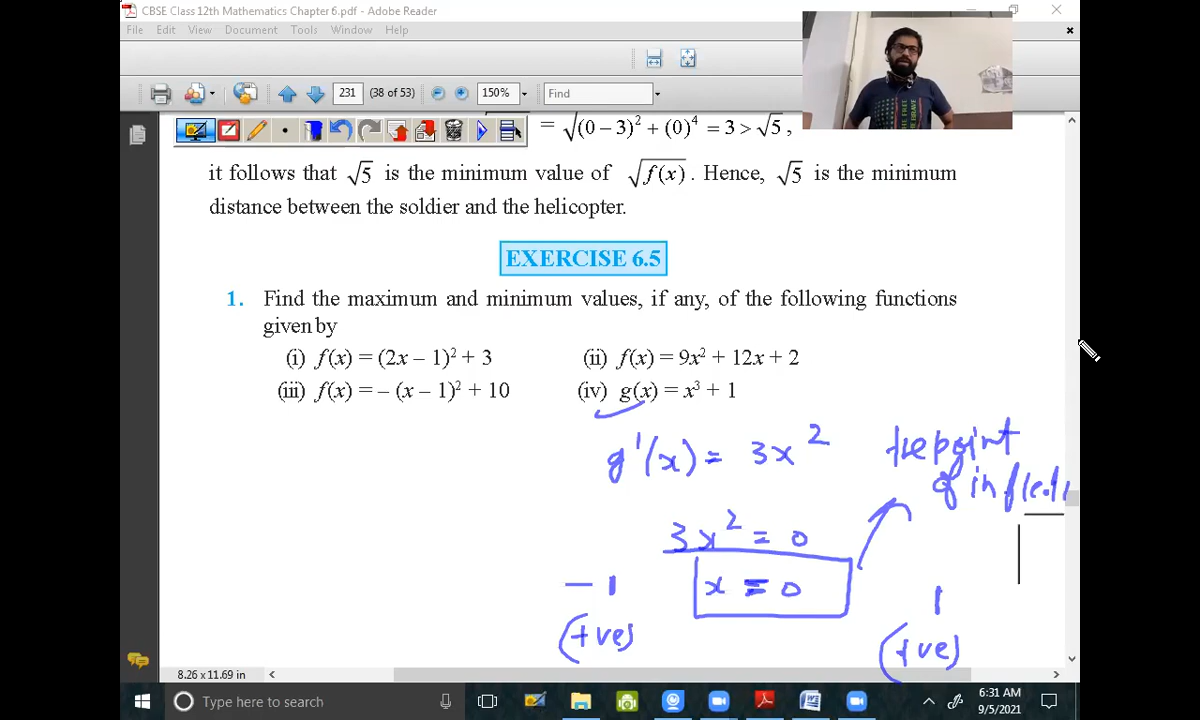 CBSE Class 12th Mathematics Chapter 6.pdf - Adobe Reader
File Edit View Document Tools Window Help
231 (38 of 53) 150% Find
= √(0 – 3)² + (0)⁴ = 3 > √5 ,
it follows that √5 is the minimum value of √f(x) . Hence, √5 is the minimum
distance between the soldier and the helicopter.
EXERCISE 6.5
1. Find the maximum and minimum values, if any, of the following functions
given by
(i) f(x) = (2x – 1)² + 3 (ii) f(x) = 9x² + 12x + 2
(iii) f(x) = – (x – 1)² + 10 (iv) g(x) = x³ + 1
g'(x) = 3x² the point
of inflecti
3x² = 0
– 1 x = 0 1
(+ve) (+ve)
8.26 x 11.69 in
Type here to search
6:31 AM
9/5/2021